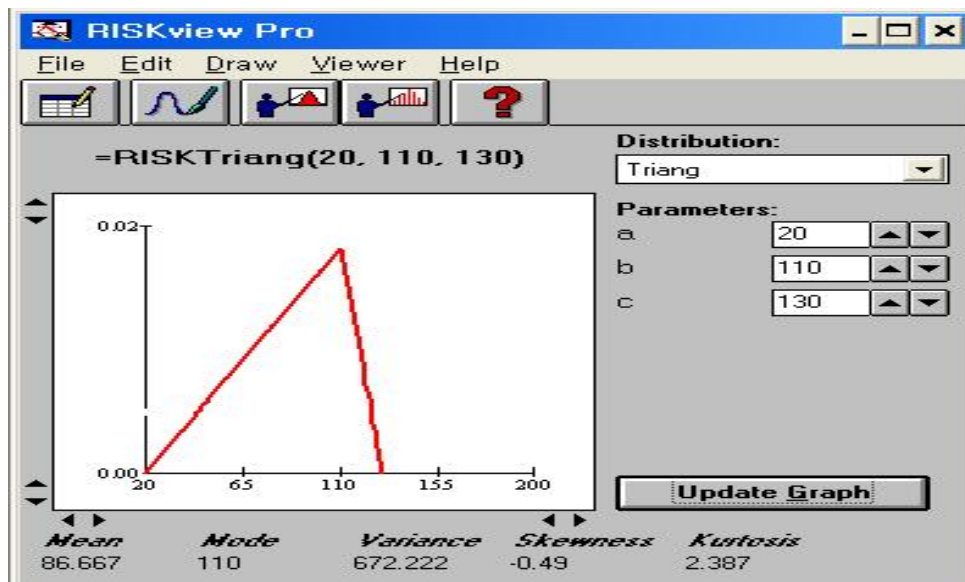 RISKview Pro
File Edit Draw Viewer Help
=RISKTriang(20, 110, 130)
Distribution:
Triang
Parameters:
a 20
b 110
c 130
0.02
0.00
20 65 110 155 200
Update Graph
Mean Mode Variance Skewness Kurtosis
86.667 110 672.222 -0.49 2.387